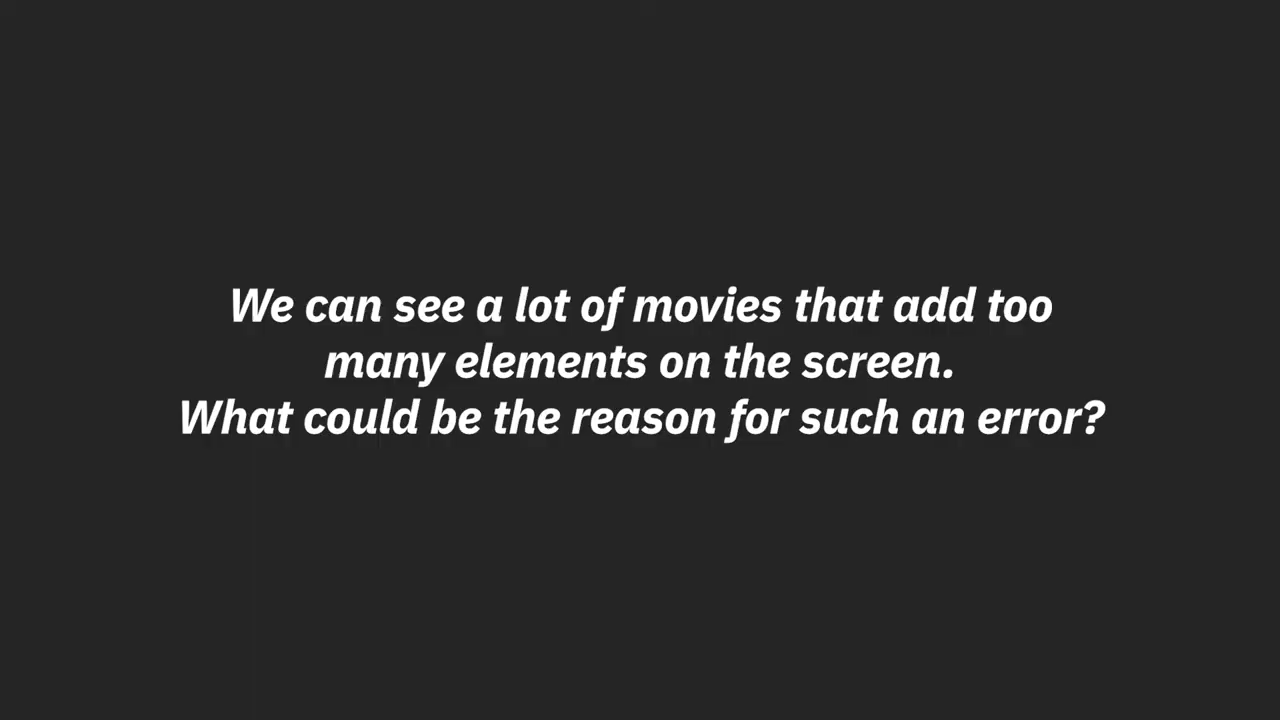 We can see a lot of movies that add too
many elements on the screen.
What could be the reason for such an error?